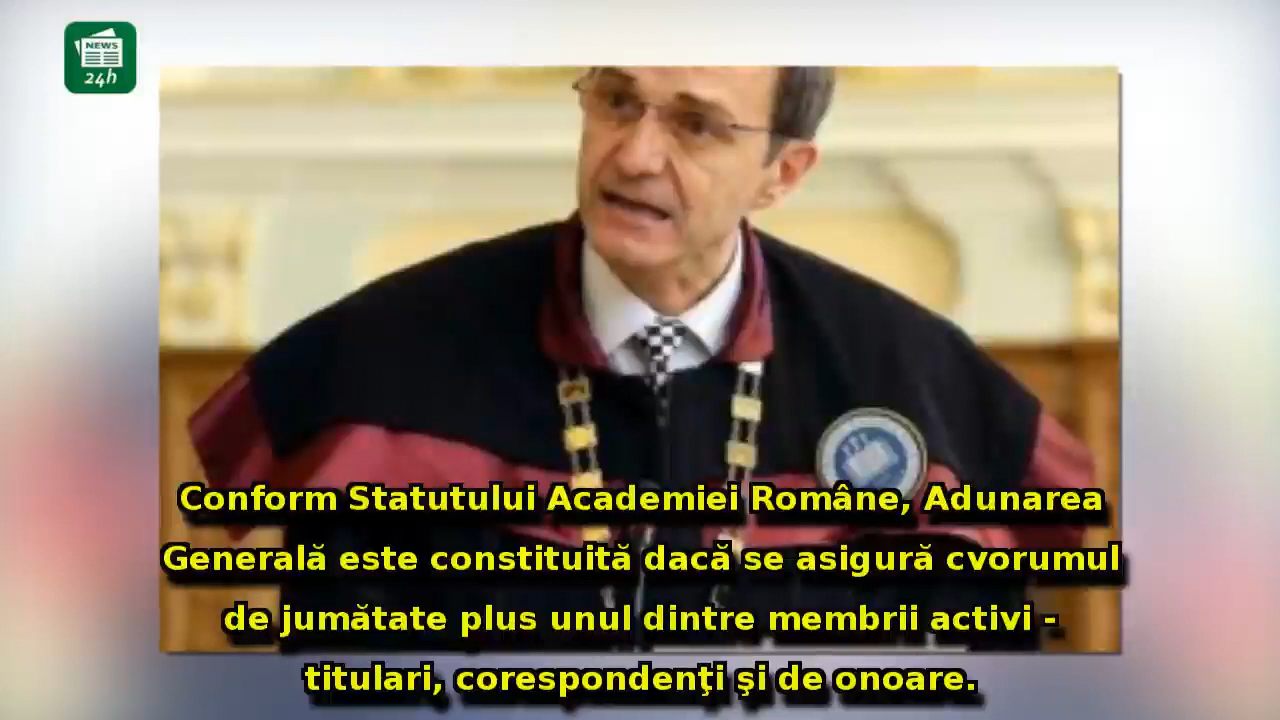 NEWS
24h
Conform Statutului Academiei Române, Adunarea
Generală este constituită dacă se asigură cvorumul
de jumătate plus unul dintre membrii activi -
titulari, corespondenţi şi de onoare.